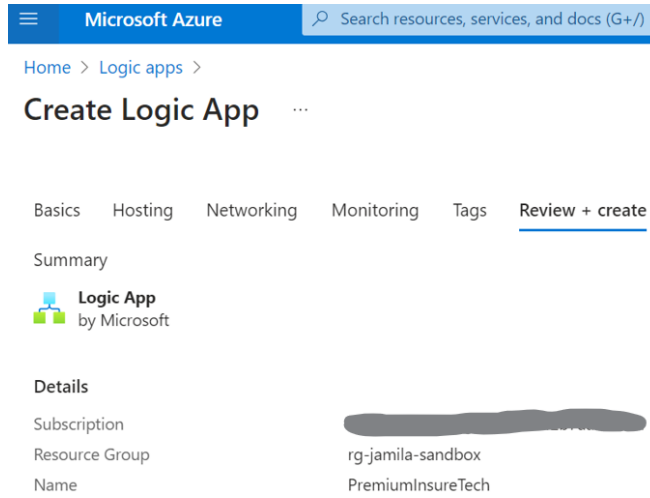 Microsoft Azure Search resources, services, and docs (G+/)
Home > Logic apps >
Create Logic App ...
Basics Hosting Networking Monitoring Tags Review + create
Summary
Logic App
by Microsoft
Details
Subscription
Resource Group rg-jamila-sandbox
Name PremiumInsureTech